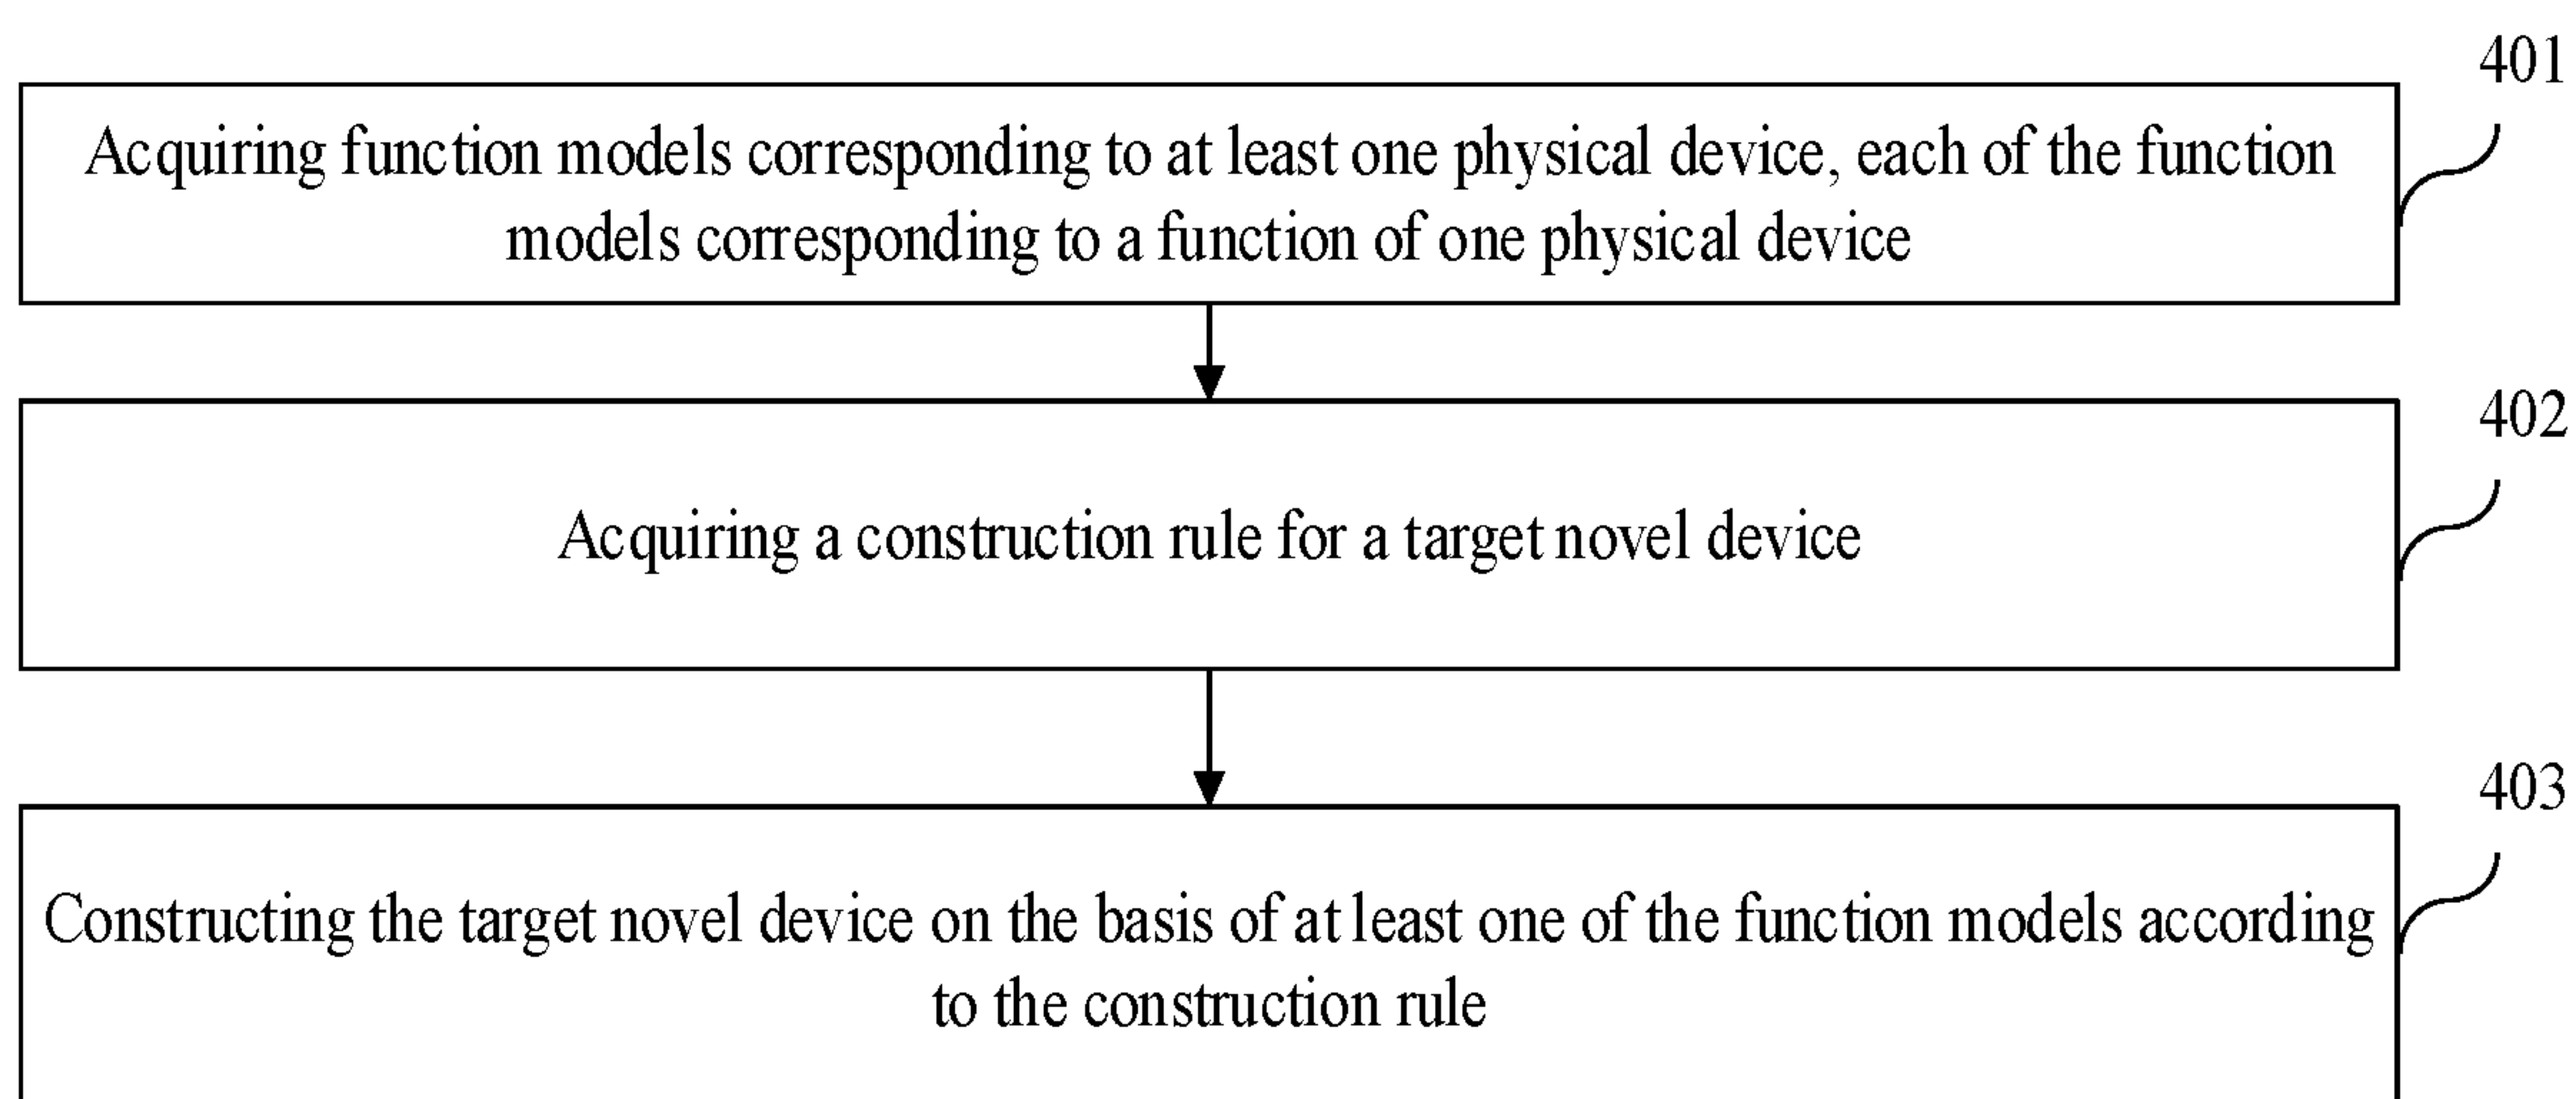 401
Acquiring function models corresponding to at least one physical device, each of the function
models corresponding to a function of one physical device
402
Acquiring a construction rule for a target novel device
403
Constructing the target novel device on the basis of at least one of the function models according
to the construction rule